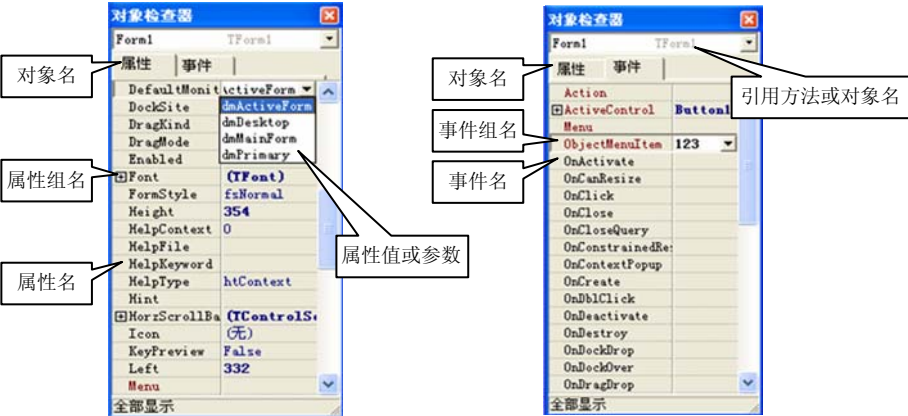 对象检查器
Form1 TForm1
属性 事件
DefaultMonit ActiveForm
DockSite dmActiveForm
DragKind dmDesktop
DragMode dmMainForm
Enabled dmPrimary
Font (TFont)
FormStyle fsNormal
Height 354
HelpContext 0
HelpFile
HelpKeyword
HelpType htContext
Hint
HorzScrollBa (TControlSc
Icon (无)
KeyPreview False
Left 332
Menu
全部显示
对象名
属性组名
属性名
属性值或参数
对象检查器
Form1 TForm1
属性 事件
Action
ActiveControl Button1
Menu
ObjectMenuItem 123
OnActivate
OnCanResize
OnClick
OnClose
OnCloseQuery
OnConstrainedRe
OnContextPopup
OnCreate
OnDblClick
OnDeactivate
OnDestroy
OnDockDrop
OnDockOver
OnDragDrop
全部显示
对象名
事件组名
事件名
引用方法或对象名